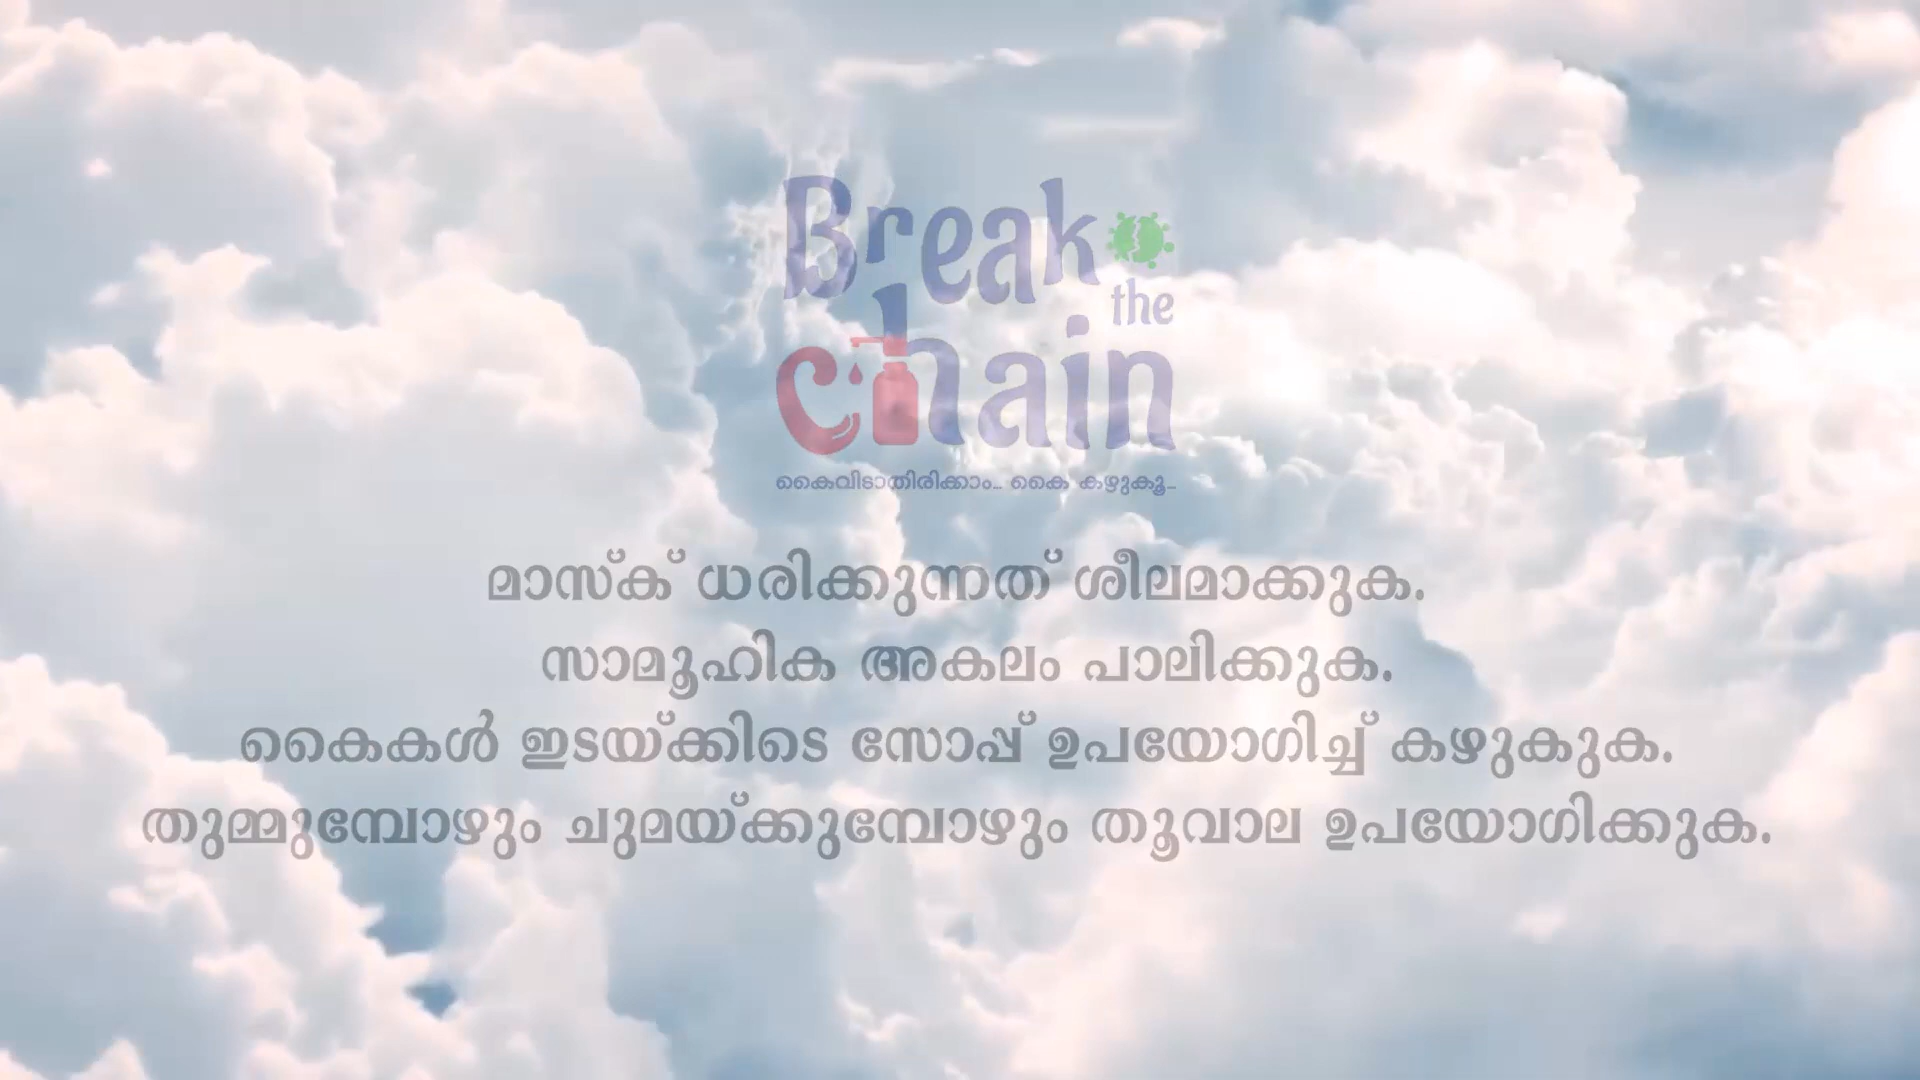 Break
the
chain
കൈവിടാതിരിക്കാം... കൈ കഴുകൂ...
മാസ്ക് ധരിക്കുന്നത് ശീലമാക്കുക.
സാമൂഹിക അകലം പാലിക്കുക.
കൈകൾ ഇടയ്ക്കിടെ സോപ്പ് ഉപയോഗിച്ച് കഴുകുക.
തുമ്മുമ്പോഴും ചുമയ്ക്കുമ്പോഴും തൂവാല ഉപയോഗിക്കുക.